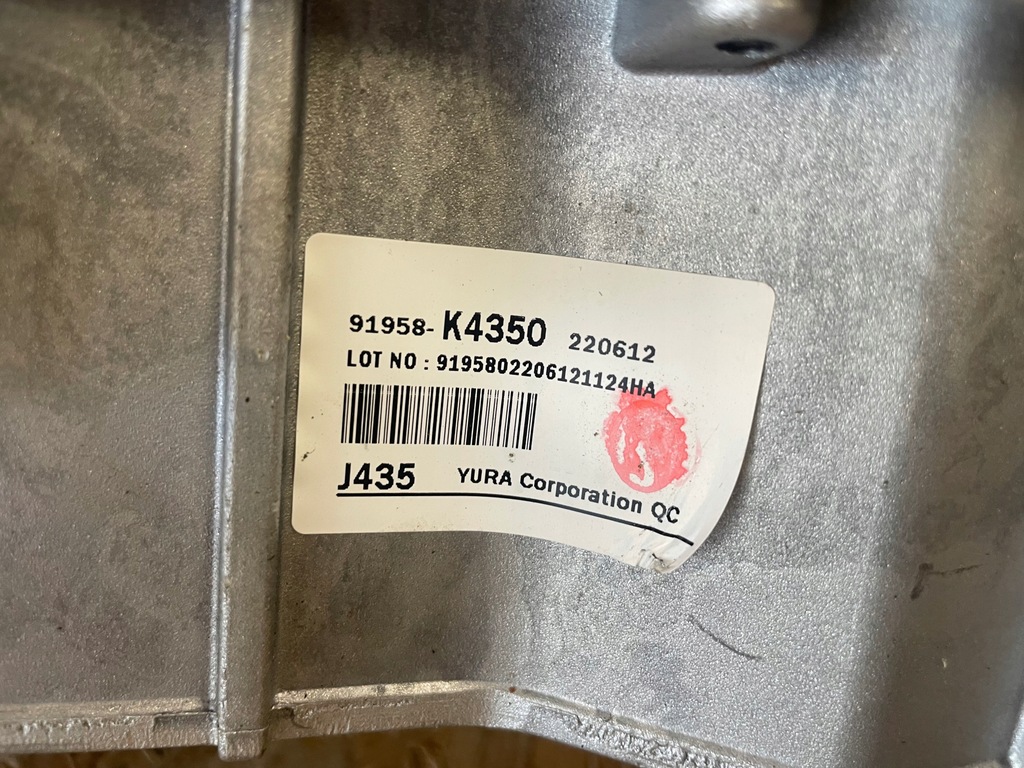 91958-K4350 220612
LOT NO : 9195802206121124HA
J435 YURA Corporation QC